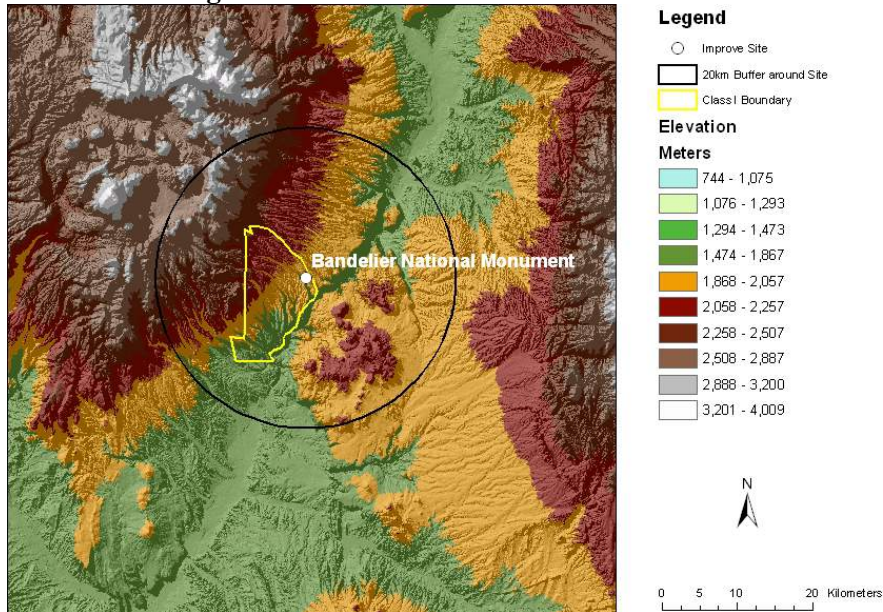 Legend
Improve Site
20km Buffer around Site
Class I Boundary
Elevation
Meters
744 - 1,075
1,076 - 1,293
1,294 - 1,473
1,474 - 1,867
1,868 - 2,057
2,058 - 2,257
2,258 - 2,507
2,508 - 2,887
2,888 - 3,200
3,201 - 4,009
Bandelier National Monument
N
0 5 10 20 Kilometers